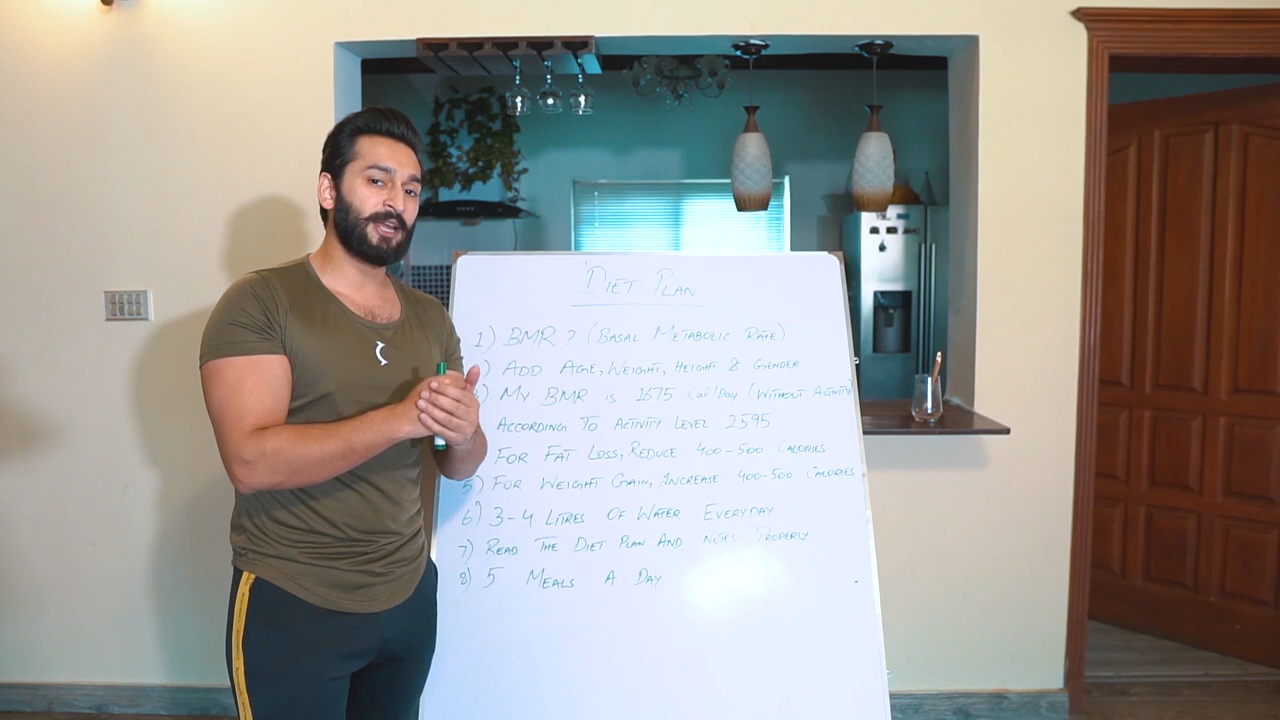 DIET PLAN
1) BMR ? (BASAL METABOLIC RATE)
) ADD AGE, WEIGHT, HEIGHT & GENDER
) MY BMR IS 1675 Cal/DAY (WITHOUT ACTIVITY)
ACCORDING TO ACTIVITY LEVEL 2595
FOR FAT LOSS, REDUCE 400-500 CALORIES
5) FOR WEIGHT GAIN, INCREASE 400-500 CALORIES
6) 3-4 LITRES OF WATER EVERYDAY
7) READ THE DIET PLAN AND NOTES PROPERLY
8) 5 MEALS A DAY